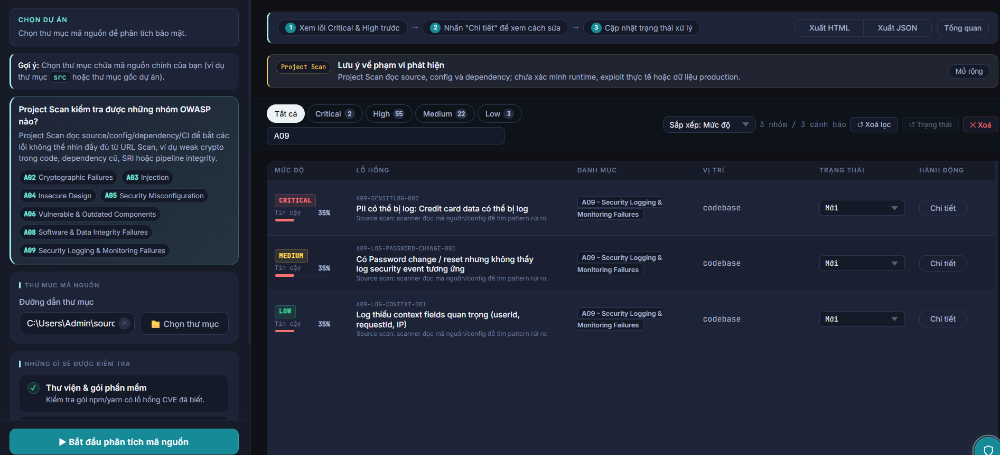 CHỌN DỰ ÁN
Chọn thư mục mã nguồn để phân tích bảo mật.
Gợi ý: Chọn thư mục chứa mã nguồn chính của bạn (ví dụ
thư mục src hoặc thư mục gốc dự án).
Project Scan kiểm tra được những nhóm OWASP
nào?
Project Scan đọc source/config/dependency/CI để bắt các
lỗi không thể nhìn đầy đủ từ URL Scan, ví dụ weak crypto
trong code, dependency cũ, SRI hoặc pipeline integrity.
A02 Cryptographic Failures A03 Injection
A04 Insecure Design A05 Security Misconfiguration
A06 Vulnerable & Outdated Components
A08 Software & Data Integrity Failures
A09 Security Logging & Monitoring Failures
THƯ MỤC MÃ NGUỒN
Đường dẫn thư mục
C:\Users\Admin\sourc Chọn thư mục
NHỮNG GÌ SẼ ĐƯỢC KIỂM TRA
Thư viện & gói phần mềm
Kiểm tra gói npm/yarn có lỗ hổng CVE đã biết.
▶ Bắt đầu phân tích mã nguồn
1 Xem lỗi Critical & High trước → 2 Nhấn "Chi tiết" để xem cách sửa → 3 Cập nhật trạng thái xử lý
Xuất HTML Xuất JSON Tổng quan
Project Scan Lưu ý về phạm vi phát hiện
Project Scan đọc source, config và dependency; chưa xác minh runtime, exploit thực tế hoặc dữ liệu production.
Mở rộng
Tất cả Critical 2 High 55 Medium 22 Low 3
A09
Sắp xếp: Mức độ 3 nhóm / 3 cảnh báo ↺ Xoá lọc ↺ Trạng thái ✕ Xoá
MỨC ĐỘ LỖ HỔNG DANH MỤC VỊ TRÍ TRẠNG THÁI HÀNH ĐỘNG
CRITICAL
Tin cậy 35%
A09-SENSITLOG-002
PII có thể bị log: Credit card data có thể bị log
Source scan: scanner đọc mã nguồn/config để tìm pattern rủi ro.
A09 - Security Logging &
Monitoring Failures
codebase
Mới
Chi tiết
MEDIUM
Tin cậy 35%
A09-LOG-PASSWORD-CHANGE-001
Có Password change / reset nhưng không thấy
log security event tương ứng
Source scan: scanner đọc mã nguồn/config để tìm pattern rủi ro.
A09 - Security Logging &
Monitoring Failures
codebase
Mới
Chi tiết
LOW
Tin cậy 35%
A09-LOG-CONTEXT-001
Log thiếu context fields quan trọng (userId,
requestId, IP)
Source scan: scanner đọc mã nguồn/config để tìm pattern rủi ro.
A09 - Security Logging &
Monitoring Failures
codebase
Mới
Chi tiết